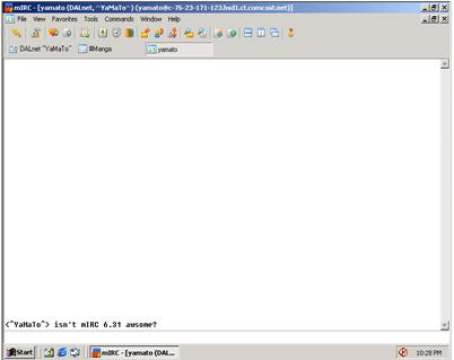 mIRC - [yamato (DALnet, ^YaMaTo^) (yamato@c-76-23-171-123.hsd1.ct.comcast.net)]
File View Favorites Tools Commands Window Help
DALnet ^YaMaTo^ #Manga yamato
<^YaMaTo^> isn't mIRC 6.31 awsome?
Start mIRC - [yamato (DAL... 10:28 PM